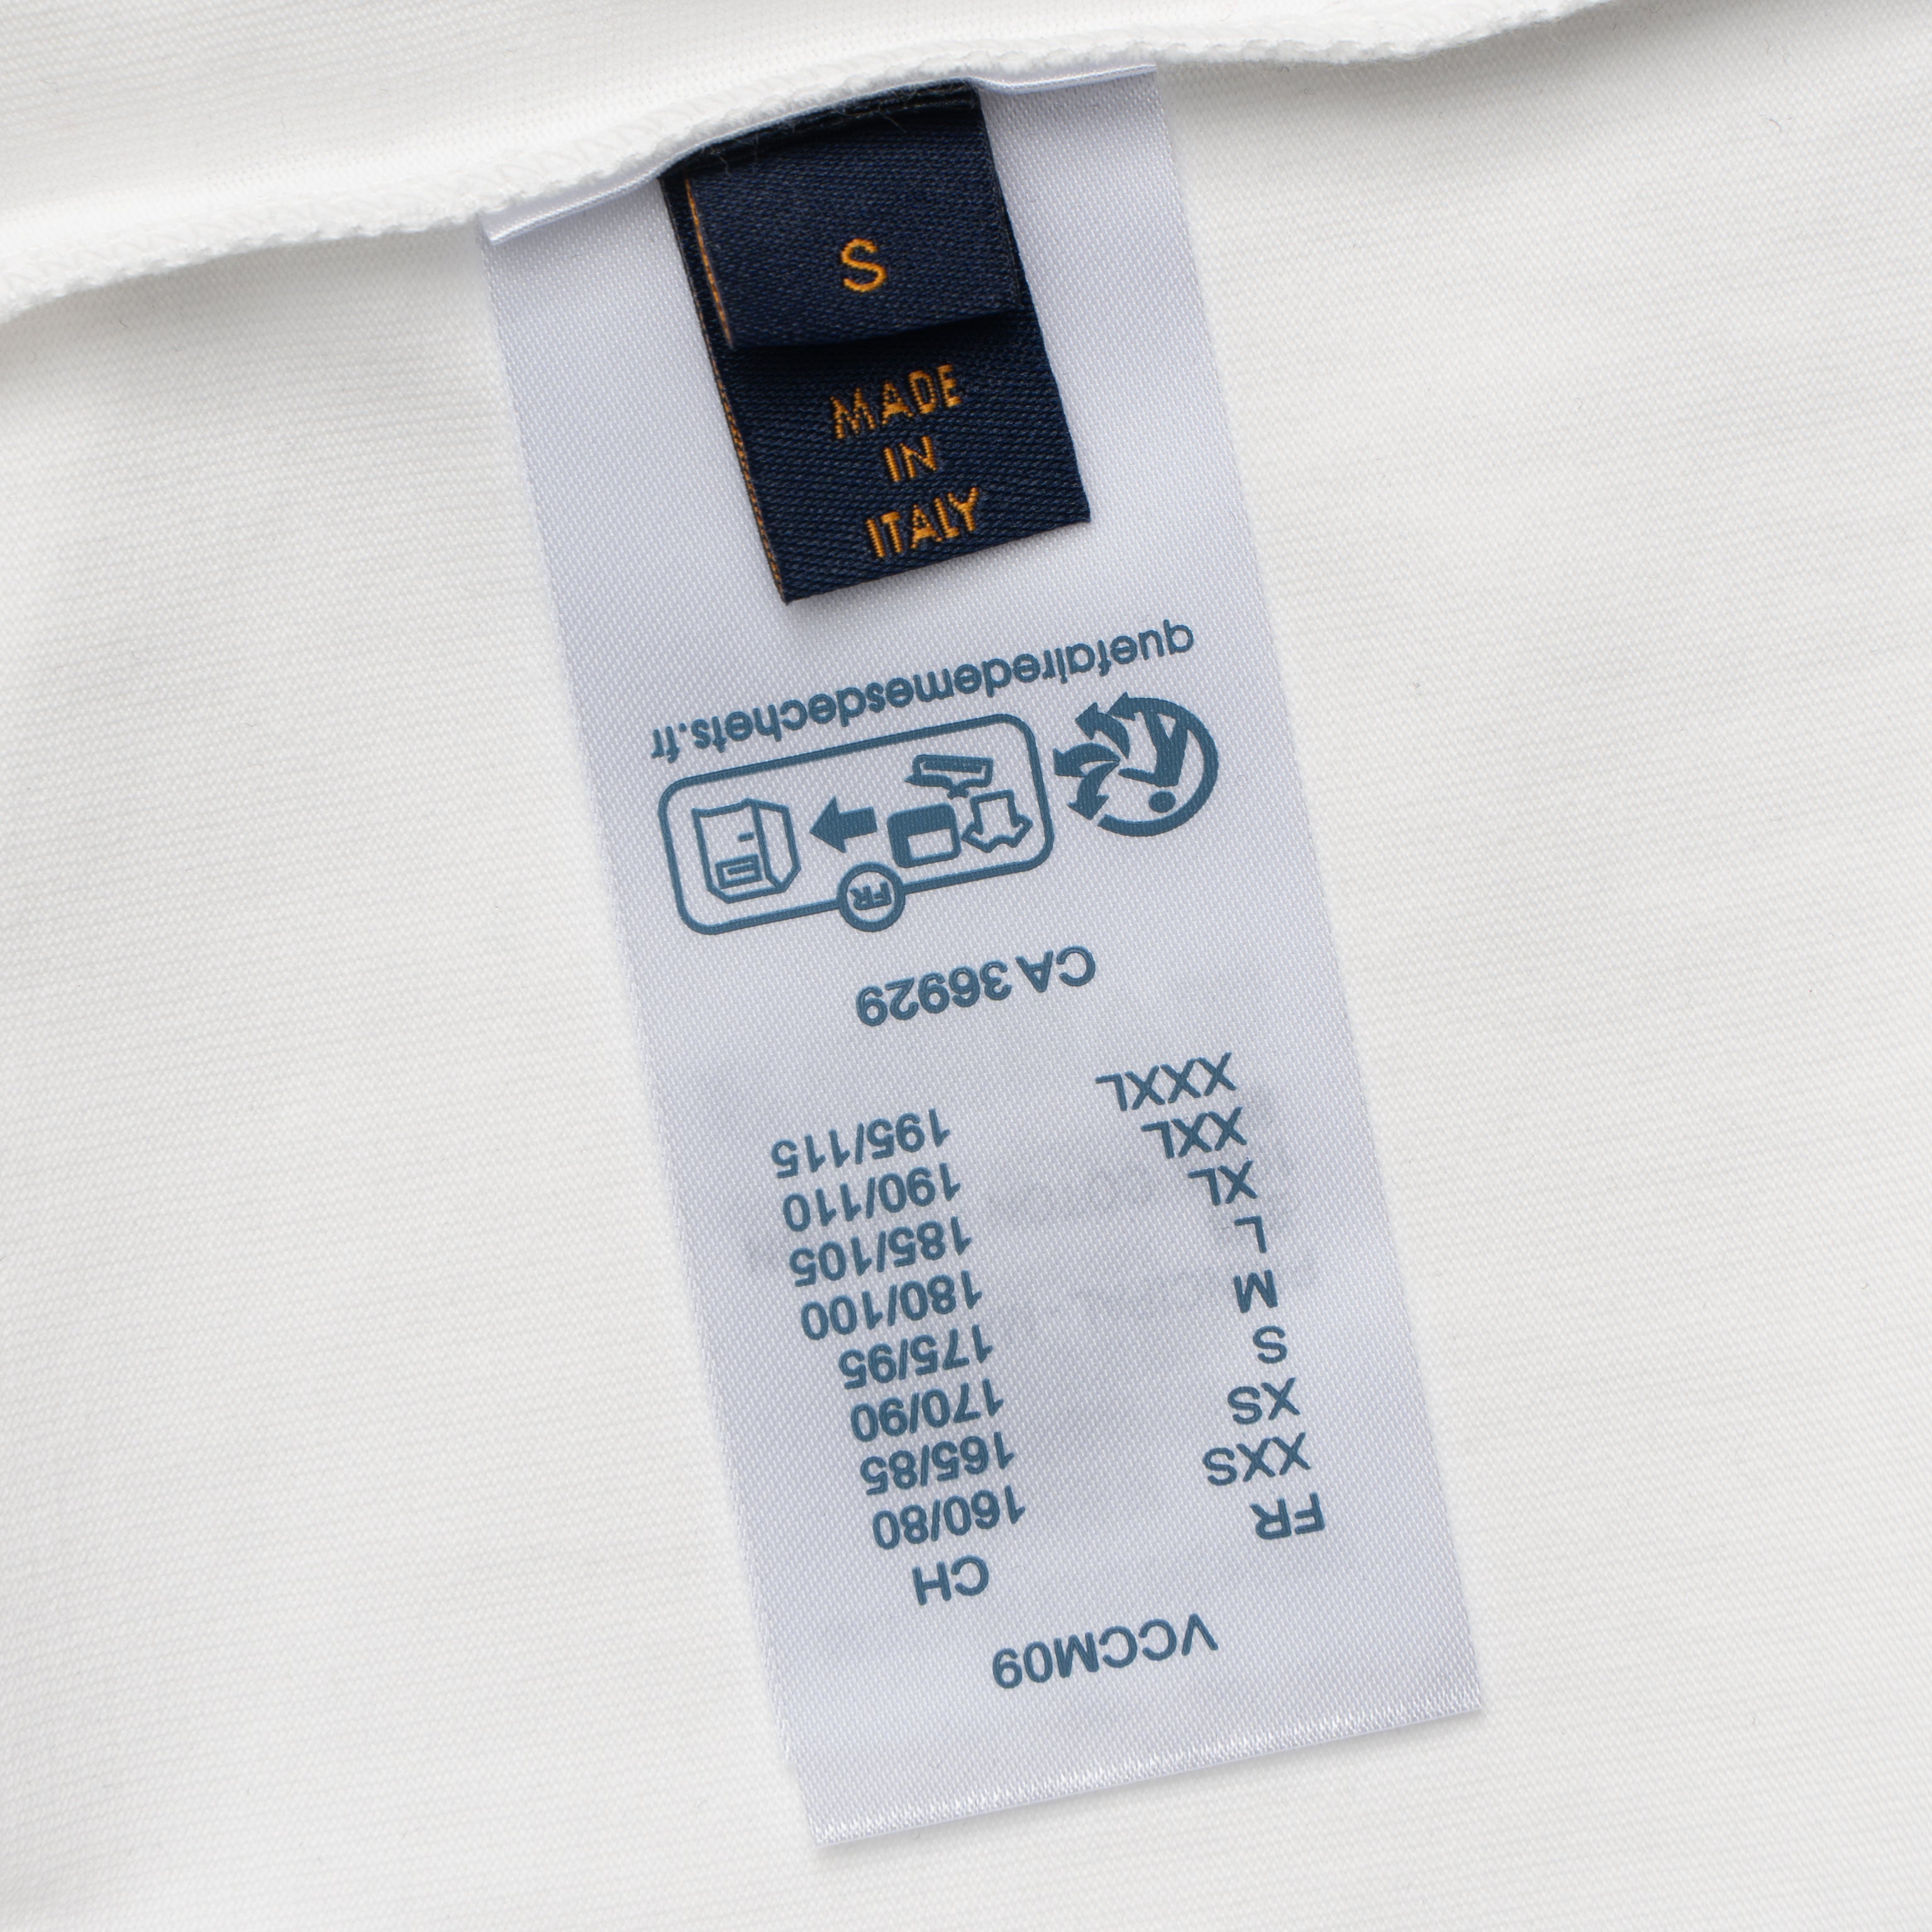 S
MADE
IN
ITALY
VCCM09
FR CH
XXS 160/80
XS 165/85
S 170/90
M 175/95
L 180/100
XL 185/105
XXL 190/110
XXXL 195/115
CA 36929
FR
quefairedemesdechets.fr